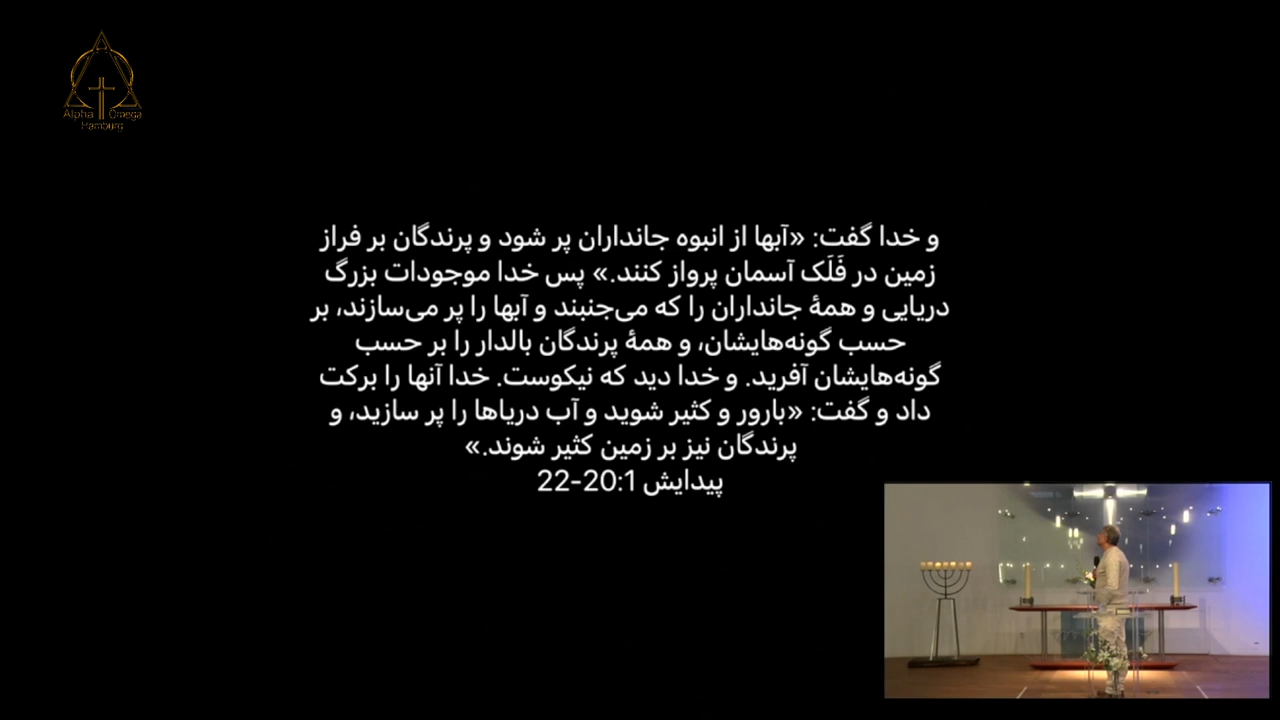 Alpha Omega
Hamburg
و خدا گفت: «آبها از انبوه جانداران پر شود و پرندگان بر فراز
زمین در فَلَک آسمان پرواز کنند.» پس خدا موجودات بزرگ
دریایی و همهٔ جانداران را که می‌جنبند و آبها را پر می‌سازند، بر
حسب گونه‌هایشان، و همهٔ پرندگان بالدار را بر حسب
گونه‌هایشان آفرید. و خدا دید که نیکوست. خدا آنها را برکت
داد و گفت: «بارور و کثیر شوید و آب دریاها را پر سازید، و
پرندگان نیز بر زمین کثیر شوند.»
پیدایش 20:1-22